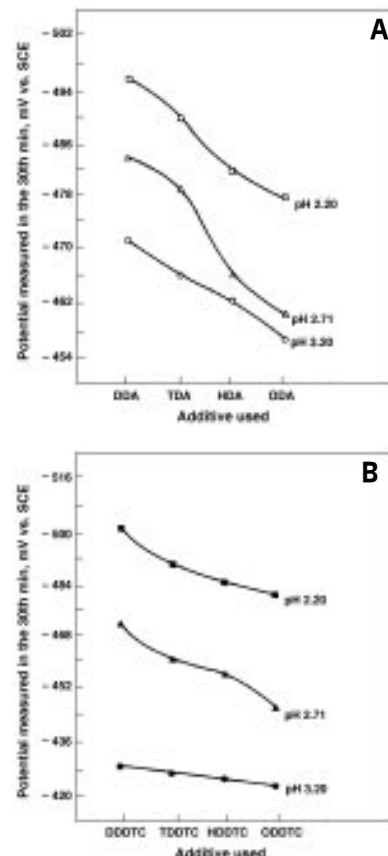 A
Potential measured in the 30th min, mV vs. SCE
- 502
- 494
- 486
- 478
- 470
- 462
- 454
pH 2.20
pH 2.71
pH 3.20
DDA TDA HDA ODA
Additive used
B
Potential measured in the 30th min, mV vs. SCE
- 516
- 500
- 484
- 468
- 452
- 436
- 420
pH 2.20
pH 2.71
pH 3.20
DDDTC TDDTC HDDTC ODDTC
Additive used